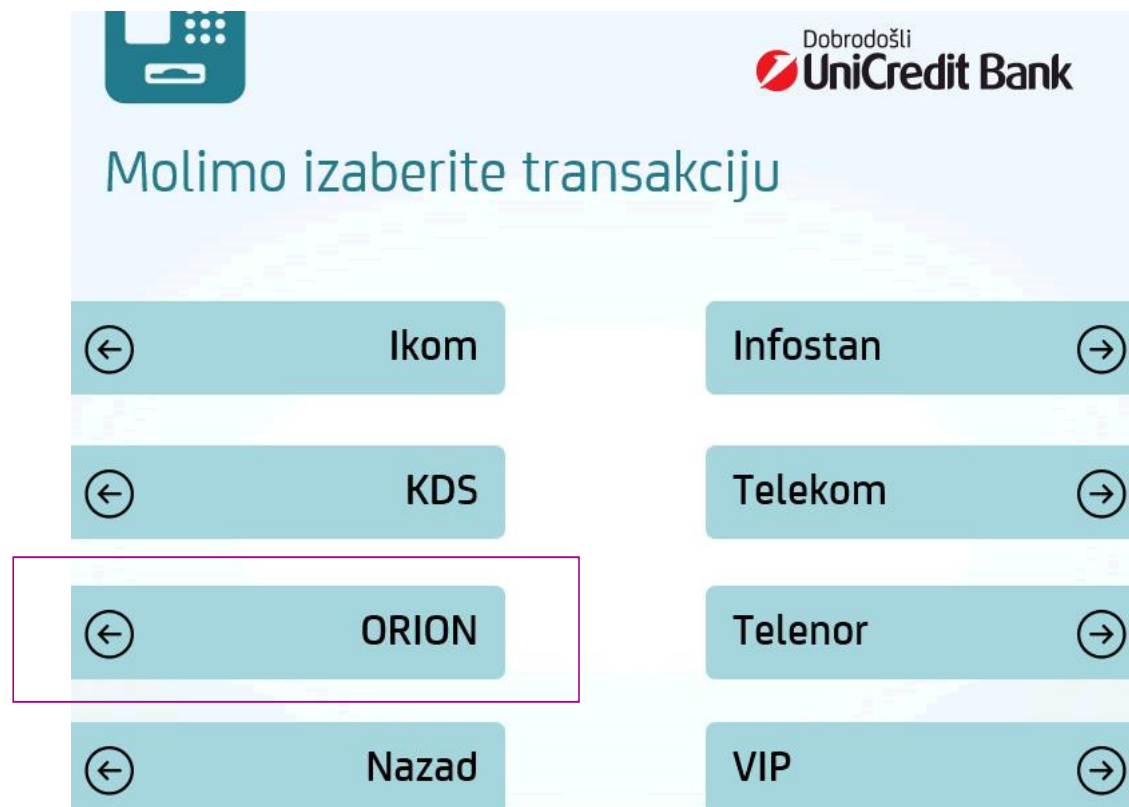 Dobrodošli
UniCredit Bank
Molimo izaberite transakciju
Ikom
Infostan
KDS
Telekom
ORION
Telenor
Nazad
VIP